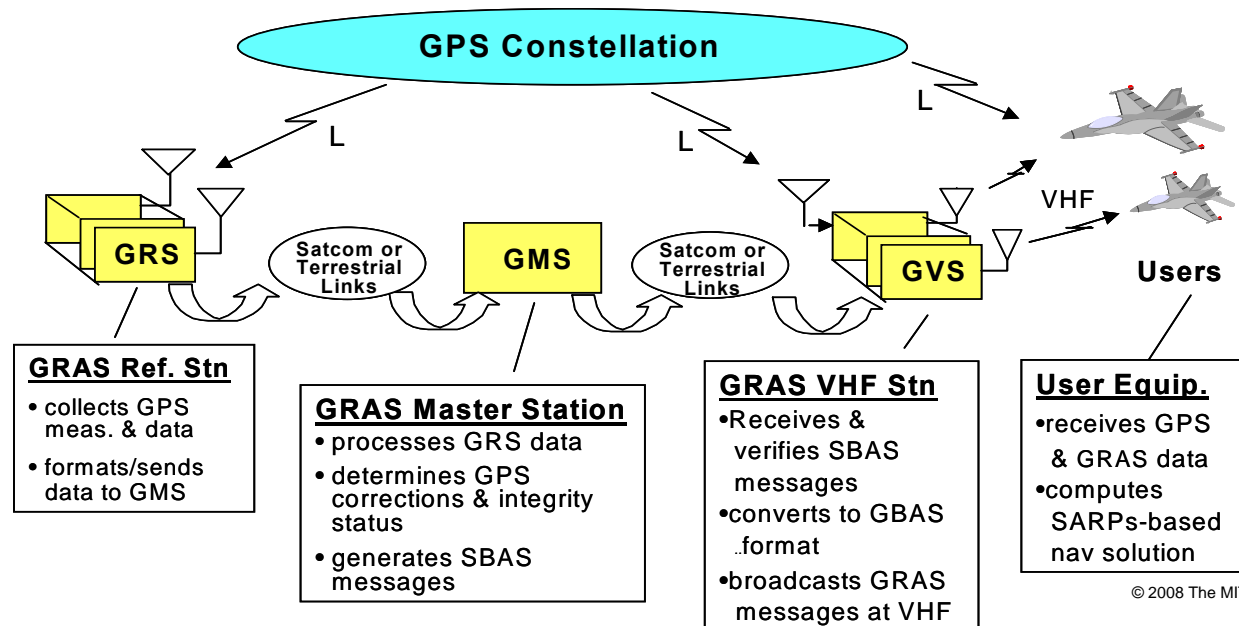 GPS Constellation
L
L
L
VHF
GRS
Satcom or
Terrestrial
Links
GMS
Satcom or
Terrestrial
Links
GVS
Users
GRAS Ref. Stn
• collects GPS
meas. & data
• formats/sends
data to GMS
GRAS Master Station
• processes GRS data
• determines GPS
corrections & integrity
status
• generates SBAS
messages
GRAS VHF Stn
•Receives &
verifies SBAS
messages
•converts to GBAS
..format
•broadcasts GRAS
messages at VHF
User Equip.
•receives GPS
& GRAS data
•computes
SARPs-based
nav solution
© 2008 The MI